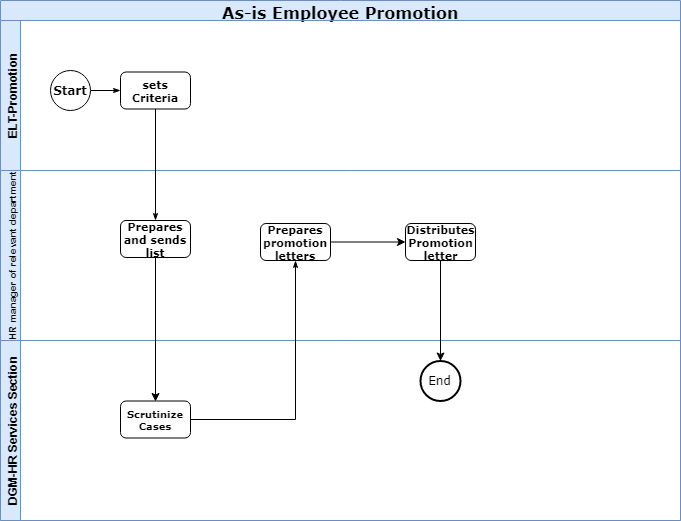 As-is Employee Promotion
ELT-Promotion
Start
sets
Criteria
HR manager of relevant department
Prepares
and sends
list
Prepares
promotion
letters
Distributes
Promotion
letter
DGM-HR Services Section
Scrutinize
Cases
End